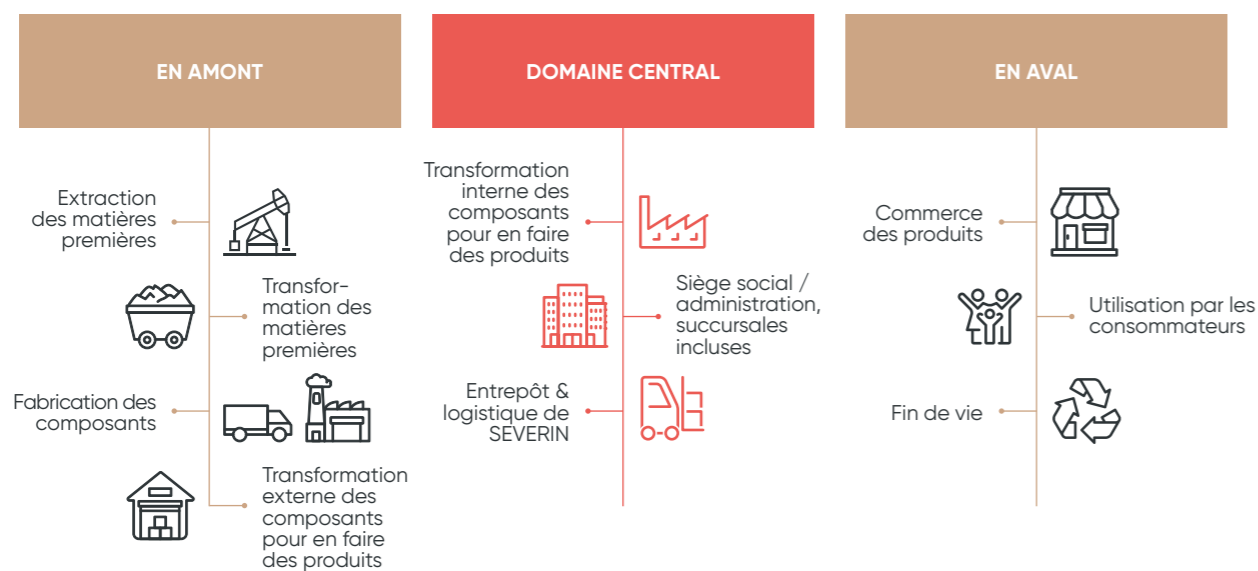 EN AMONT
Extraction
des matières
premières
Transfor-
mation des
matières
premières
Fabrication des
composants
Transformation
externe des
composants
pour en faire
des produits
DOMAINE CENTRAL
Transformation
interne des
composants
pour en faire
des produits
Siège social /
administration,
succursales
incluses
Entrepôt &
logistique de
SEVERIN
EN AVAL
Commerce
des produits
Utilisation par les
consommateurs
Fin de vie